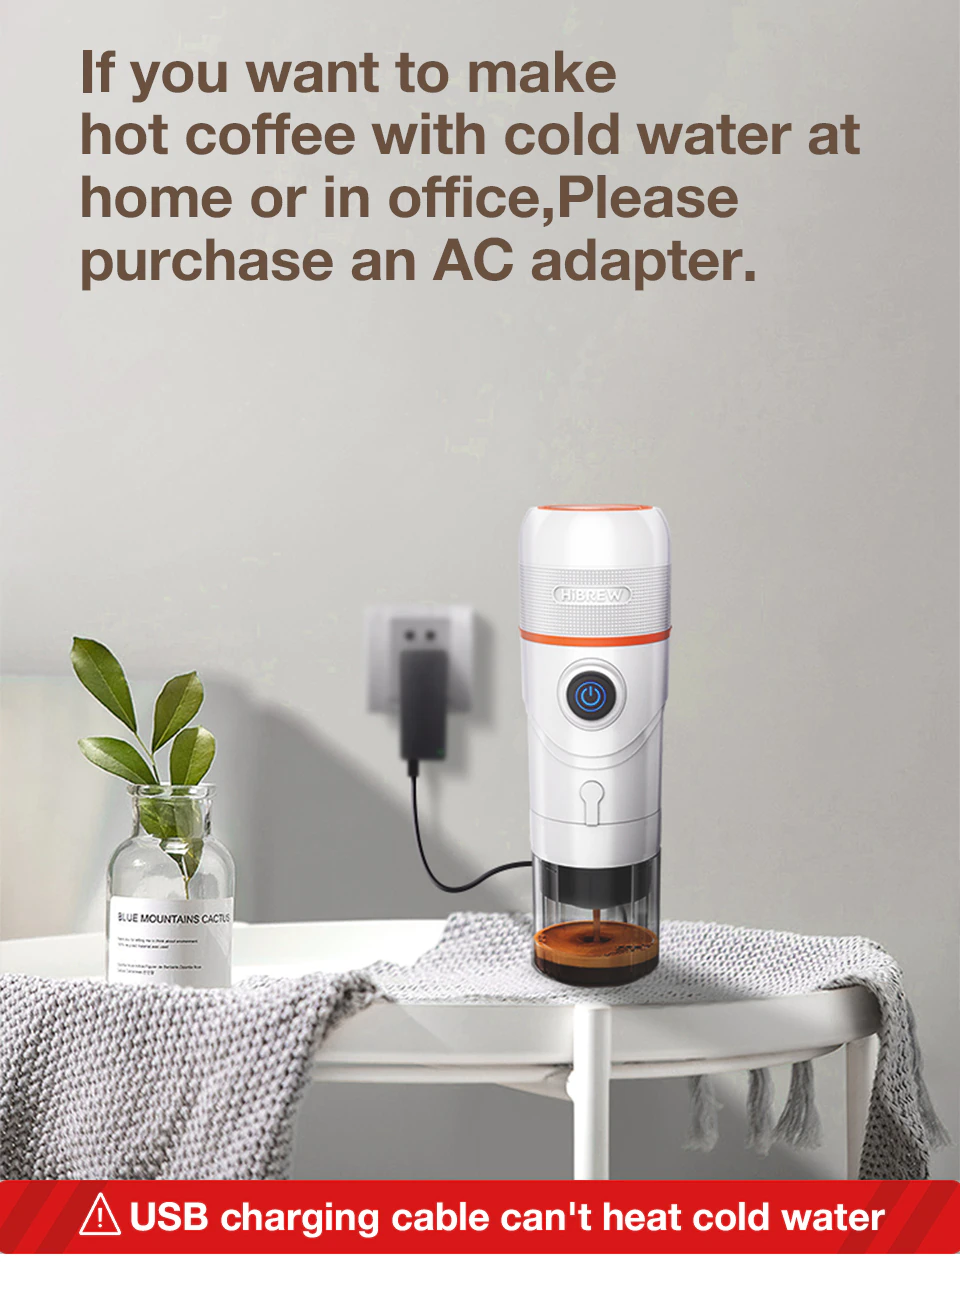 If you want to make
hot coffee with cold water at
home or in office,Please
purchase an AC adapter.
HiBREW
BLUE MOUNTAINS CACTUS
USB charging cable can't heat cold water